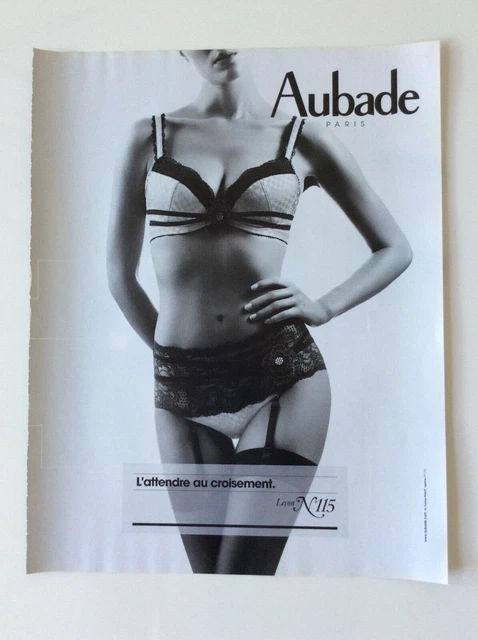 Aubade
PARIS
L'attendre au croisement.
Leçon N°115